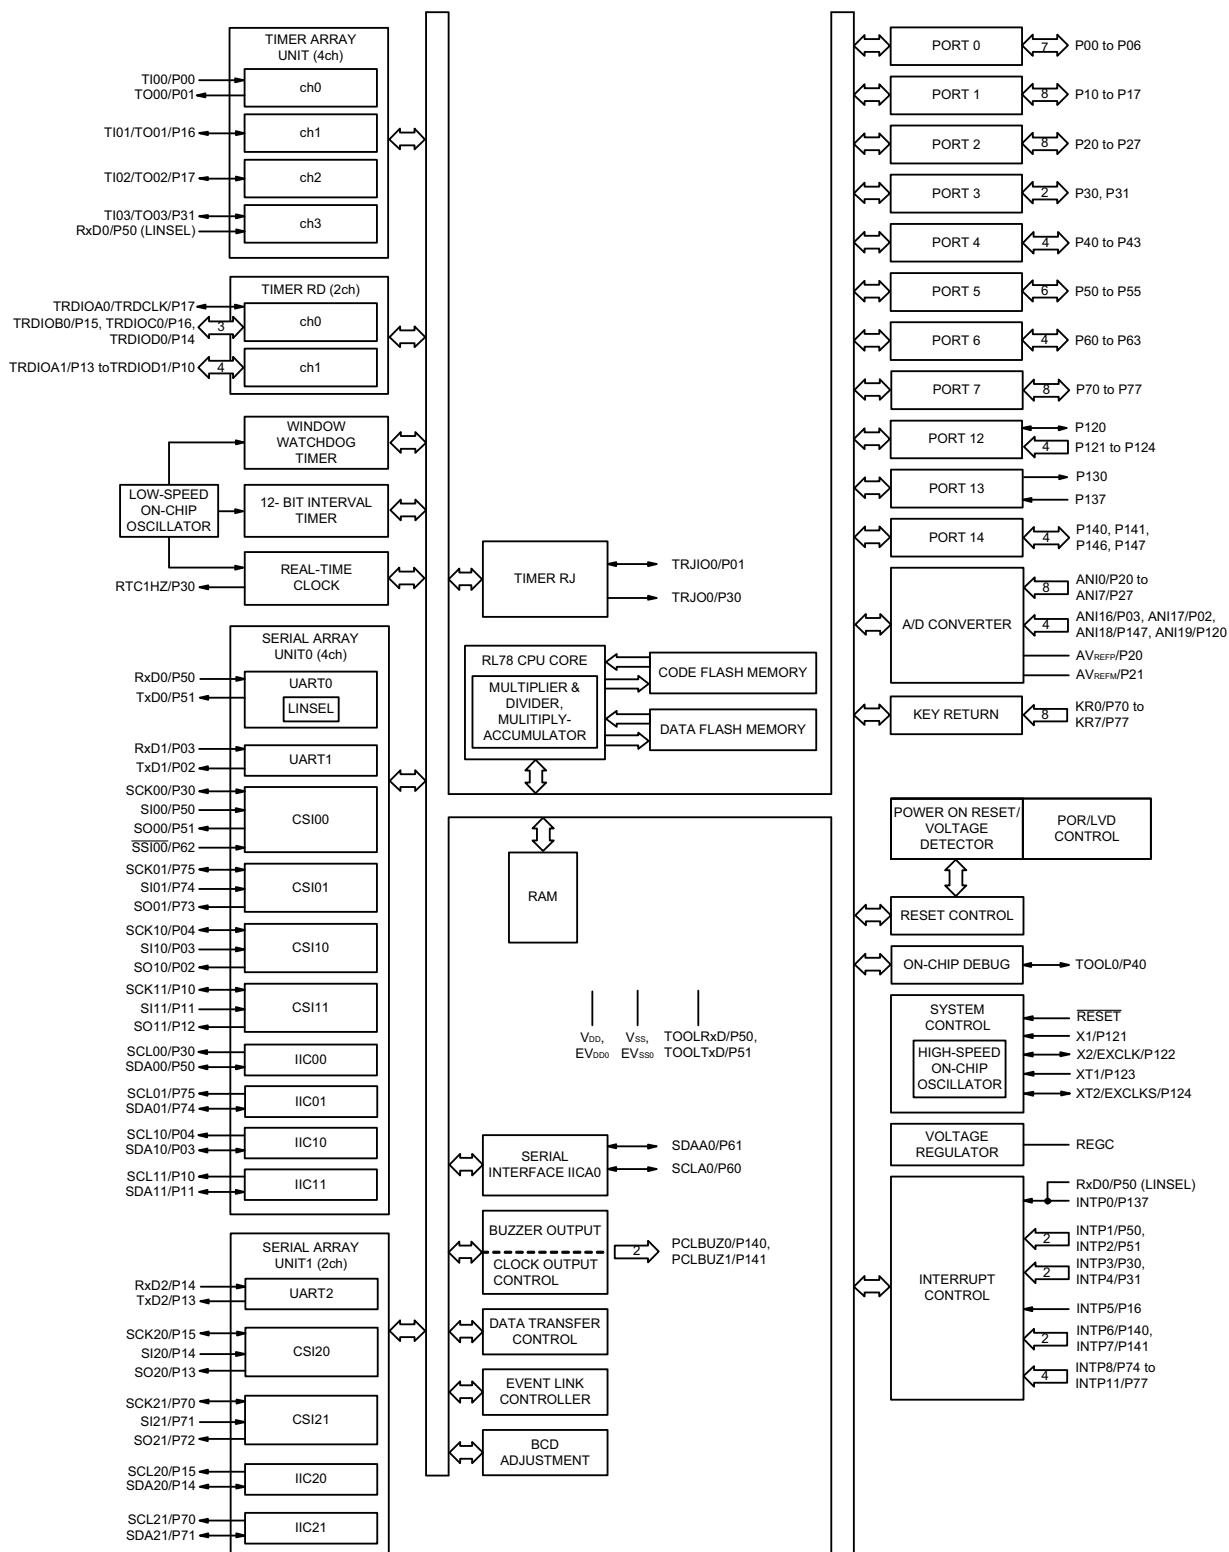 TIMER ARRAY
UNIT (4ch)
TI00/P00
TO00/P01
ch0
TI01/TO01/P16
ch1
TI02/TO02/P17
ch2
TI03/TO03/P31
RxD0/P50 (LINSEL)
ch3
TIMER RD (2ch)
TRDIOA0/TRDCLK/P17
TRDIOB0/P15, TRDIOC0/P16,
TRDIOD0/P14
3
ch0
TRDIOA1/P13 toTRDIOD1/P10
4
ch1
WINDOW
WATCHDOG
TIMER
LOW-SPEED
ON-CHIP
OSCILLATOR
12- BIT INTERVAL
TIMER
REAL-TIME
CLOCK
RTC1HZ/P30
SERIAL ARRAY
UNIT0 (4ch)
RxD0/P50
TxD0/P51
UART0
LINSEL
RxD1/P03
TxD1/P02
UART1
SCK00/P30
SI00/P50
SO00/P51
SSI00/P62
CSI00
SCK01/P75
SI01/P74
SO01/P73
CSI01
SCK10/P04
SI10/P03
SO10/P02
CSI10
SCK11/P10
SI11/P11
SO11/P12
CSI11
SCL00/P30
SDA00/P50
IIC00
SCL01/P75
SDA01/P74
IIC01
SCL10/P04
SDA10/P03
IIC10
SCL11/P10
SDA11/P11
IIC11
SERIAL ARRAY
UNIT1 (2ch)
RxD2/P14
TxD2/P13
UART2
SCK20/P15
SI20/P14
SO20/P13
CSI20
SCK21/P70
SI21/P71
SO21/P72
CSI21
SCL20/P15
SDA20/P14
IIC20
SCL21/P70
SDA21/P71
IIC21
TIMER RJ
TRJIO0/P01
TRJO0/P30
RL78 CPU CORE
MULTIPLIER &
DIVIDER,
MULITIPLY-
ACCUMULATOR
CODE FLASH MEMORY
DATA FLASH MEMORY
RAM
VDD,
EVDD0
VSS,
EVSS0
TOOLRxD/P50,
TOOLTxD/P51
SERIAL
INTERFACE IICA0
SDAA0/P61
SCLA0/P60
BUZZER OUTPUT
CLOCK OUTPUT
CONTROL
2
PCLBUZ0/P140,
PCLBUZ1/P141
DATA TRANSFER
CONTROL
EVENT LINK
CONTROLLER
BCD
ADJUSTMENT
PORT 0
7
P00 to P06
PORT 1
8
P10 to P17
PORT 2
8
P20 to P27
PORT 3
2
P30, P31
PORT 4
4
P40 to P43
PORT 5
6
P50 to P55
PORT 6
4
P60 to P63
PORT 7
8
P70 to P77
PORT 12
P120
4
P121 to P124
PORT 13
P130
P137
PORT 14
4
P140, P141,
P146, P147
A/D CONVERTER
8
ANI0/P20 to
ANI7/P27
4
ANI16/P03, ANI17/P02,
ANI18/P147, ANI19/P120
AVREFP/P20
AVREFM/P21
KEY RETURN
8
KR0/P70 to
KR7/P77
POWER ON RESET/
VOLTAGE
DETECTOR
POR/LVD
CONTROL
RESET CONTROL
ON-CHIP DEBUG
TOOL0/P40
SYSTEM
CONTROL
HIGH-SPEED
ON-CHIP
OSCILLATOR
RESET
X1/P121
X2/EXCLK/P122
XT1/P123
XT2/EXCLKS/P124
VOLTAGE
REGULATOR
REGC
INTERRUPT
CONTROL
RxD0/P50 (LINSEL)
INTP0/P137
2
INTP1/P50,
INTP2/P51
2
INTP3/P30,
INTP4/P31
INTP5/P16
2
INTP6/P140,
INTP7/P141
4
INTP8/P74 to
INTP11/P77